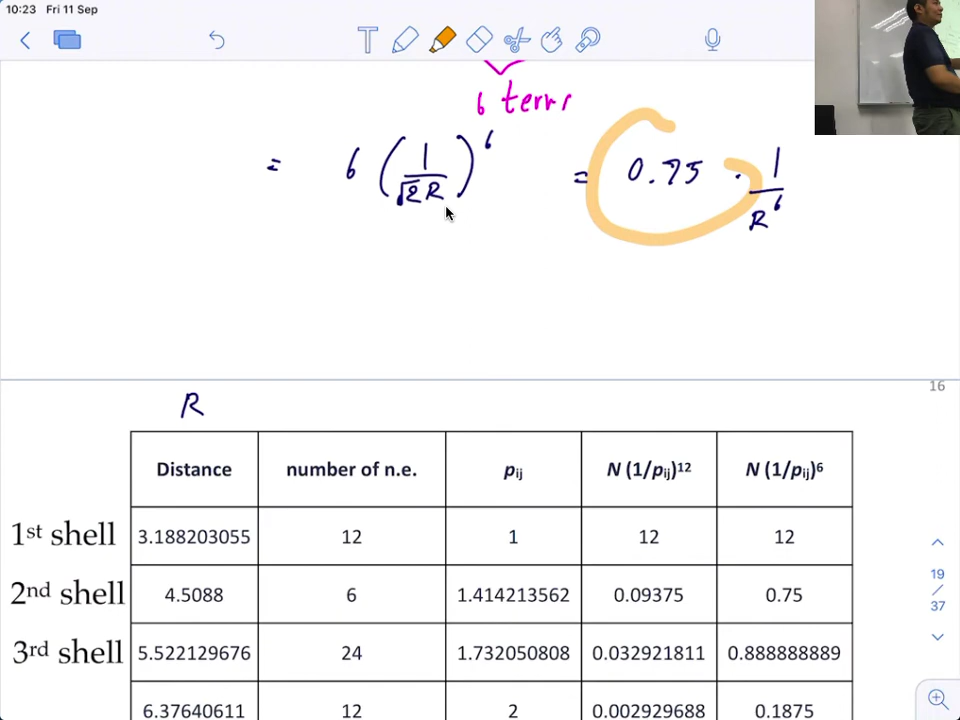 10:23 Fri 11 Sep
T
6 terms
= 6 (1/√2 R)⁶ = 0.75 · 1/R⁶
16
R
Distance number of n.e. pij N (1/pij)¹² N (1/pij)⁶
1st shell 3.188203055 12 1 12 12
2nd shell 4.5088 6 1.414213562 0.09375 0.75
3rd shell 5.522129676 24 1.732050808 0.032921811 0.888888889
6.37640611 12 2 0.002929688 0.1875
19
/
37